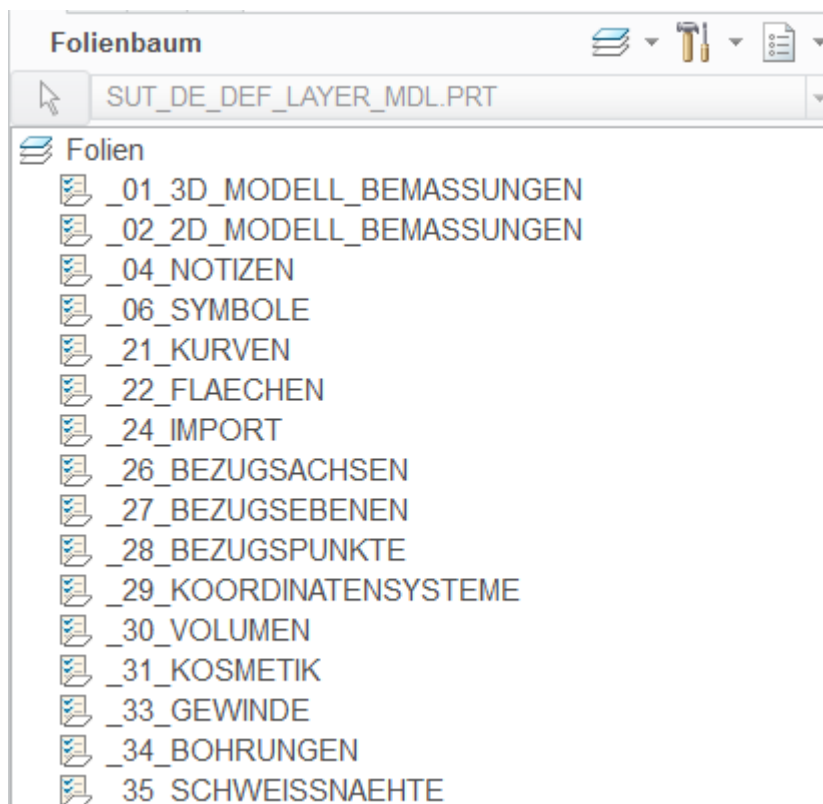 Folienbaum
SUT_DE_DEF_LAYER_MDL.PRT
Folien
_01_3D_MODELL_BEMASSUNGEN
_02_2D_MODELL_BEMASSUNGEN
_04_NOTIZEN
_06_SYMBOLE
_21_KURVEN
_22_FLAECHEN
_24_IMPORT
_26_BEZUGSACHSEN
_27_BEZUGSEBENEN
_28_BEZUGSPUNKTE
_29_KOORDINATENSYSTEME
_30_VOLUMEN
_31_KOSMETIK
_33_GEWINDE
_34_BOHRUNGEN
_35_SCHWEISSNAEHTE